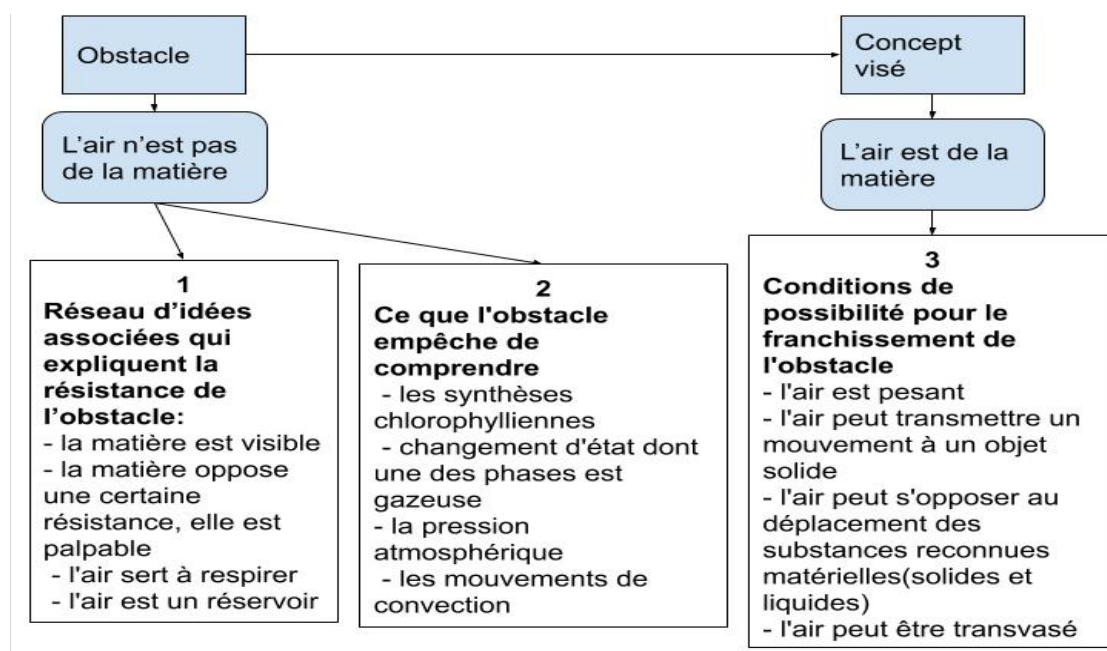 Obstacle
Concept
visé
L'air n'est pas
de la matière
L'air est de la
matière
1
Réseau d'idées
associées qui
expliquent la
résistance de
l'obstacle:
- la matière est visible
- la matière oppose
une certaine
résistance, elle est
palpable
- l'air sert à respirer
- l'air est un réservoir
2
Ce que l'obstacle
empêche de
comprendre
- les synthèses
chlorophylliennes
- changement d'état dont
une des phases est
gazeuse
- la pression
atmosphérique
- les mouvements de
convection
3
Conditions de
possibilité pour le
franchissement de
l'obstacle
- l'air est pesant
- l'air peut transmettre un
mouvement à un objet
solide
- l'air peut s'opposer au
déplacement des
substances reconnues
matérielles(solides et
liquides)
- l'air peut être transvasé